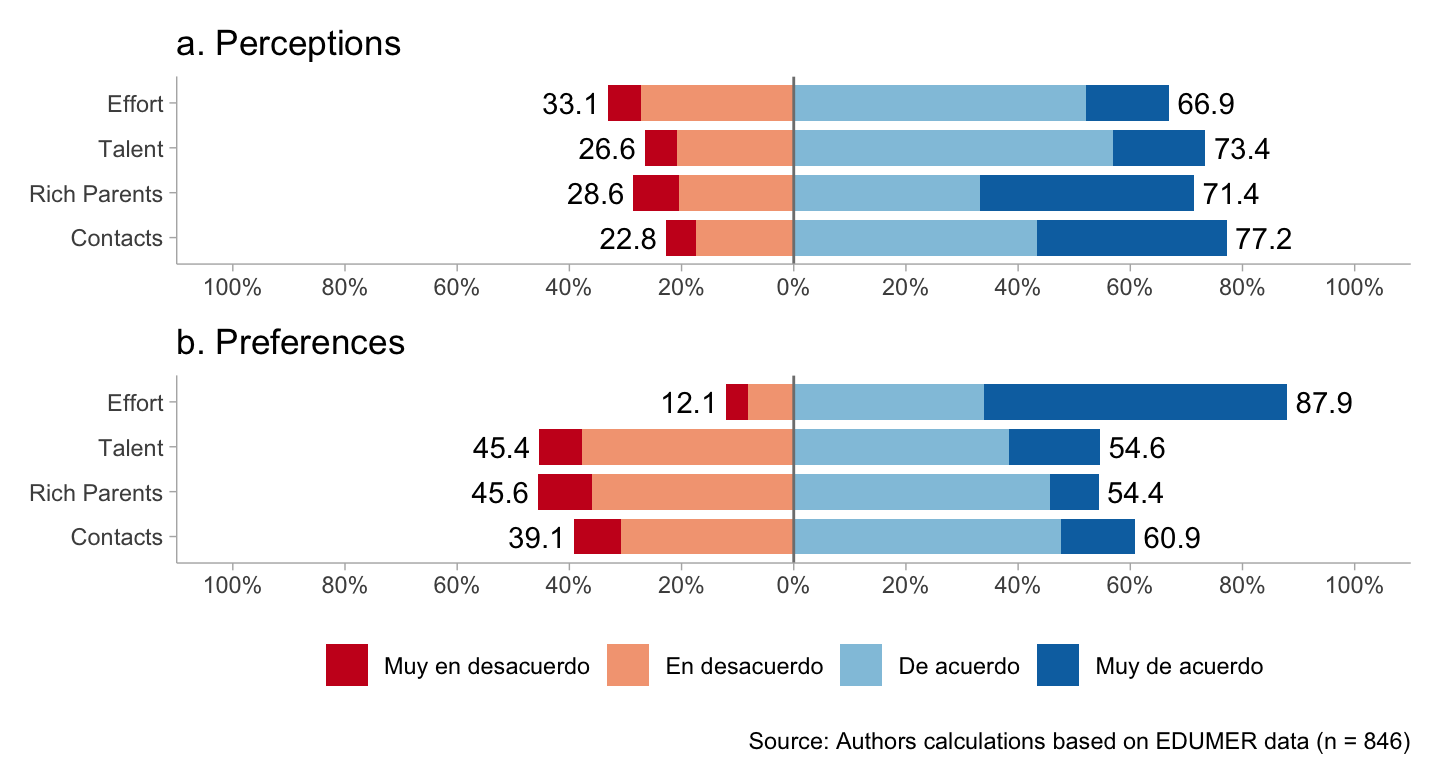 a. Perceptions
Effort 33.1 66.9
Talent 26.6 73.4
Rich Parents 28.6 71.4
Contacts 22.8 77.2
100% 80% 60% 40% 20% 0% 20% 40% 60% 80% 100%
b. Preferences
Effort 12.1 87.9
Talent 45.4 54.6
Rich Parents 45.6 54.4
Contacts 39.1 60.9
100% 80% 60% 40% 20% 0% 20% 40% 60% 80% 100%
Muy en desacuerdo En desacuerdo De acuerdo Muy de acuerdo
Source: Authors calculations based on EDUMER data (n = 846)